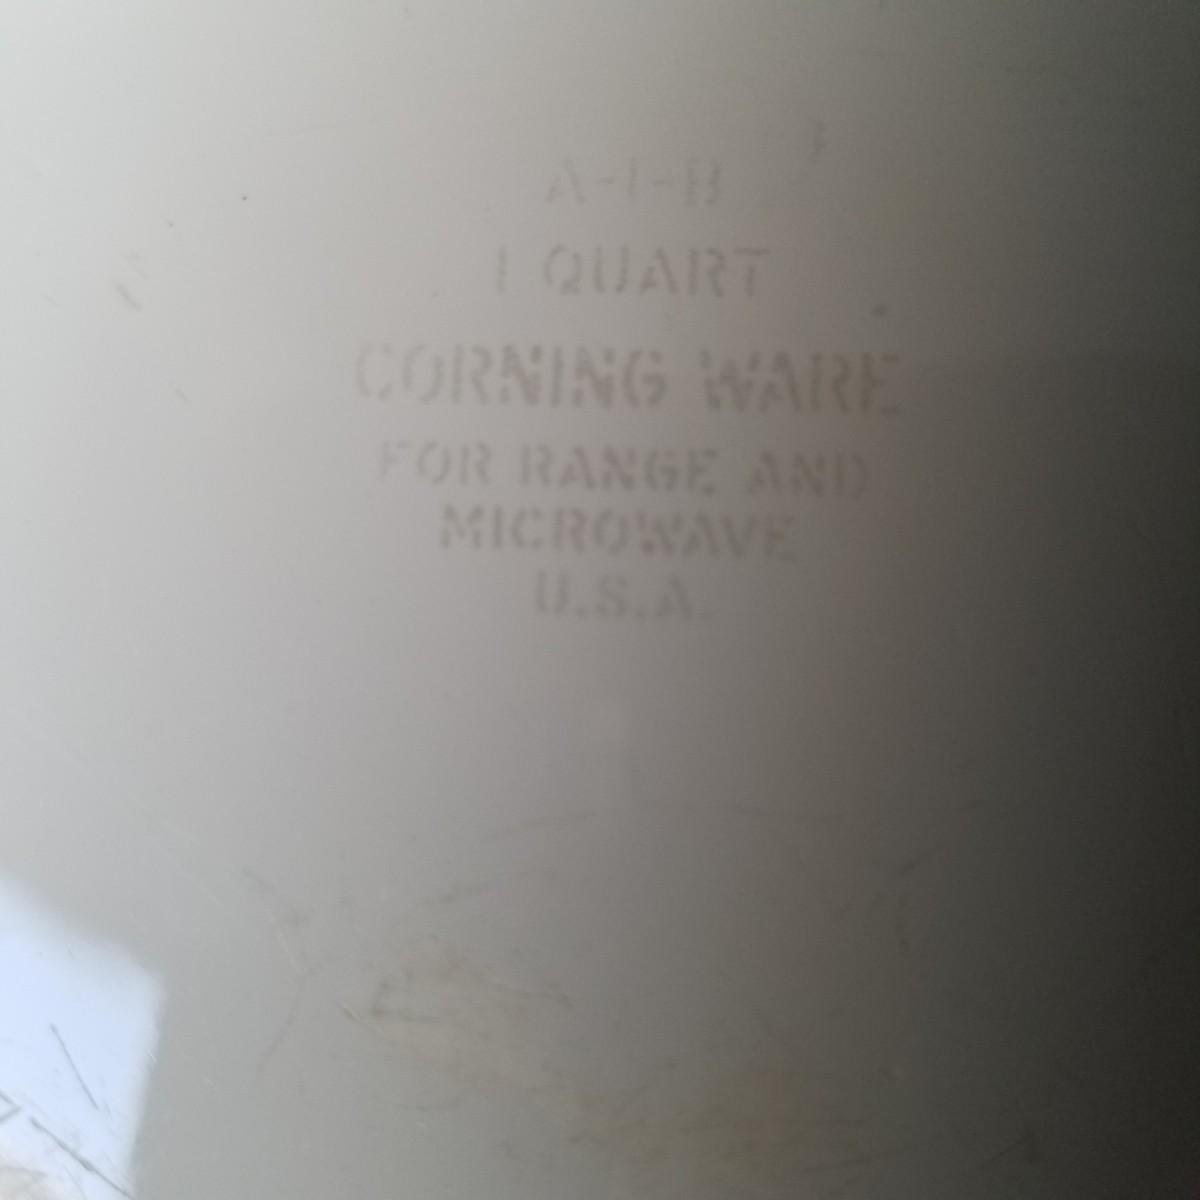 A-1-B
1 QUART
CORNING WARE
FOR RANGE AND
MICROWAVE
U.S.A.